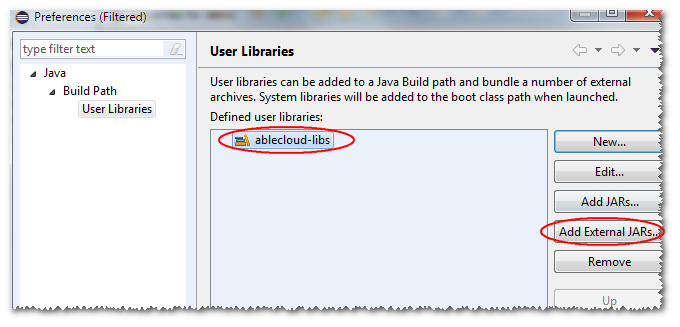 Preferences (Filtered)
type filter text
Java
Build Path
User Libraries
User Libraries
User libraries can be added to a Java Build path and bundle a number of external
archives. System libraries will be added to the boot class path when launched.
Defined user libraries:
ablecloud-libs
New...
Edit...
Add JARs...
Add External JARs...
Remove
Up